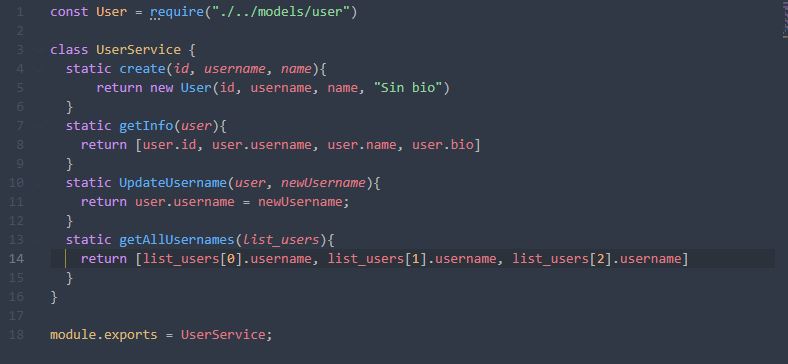 1 const User = require("./../models/user")
2
3 class UserService {
4   static create(id, username, name){
5       return new User(id, username, name, "Sin bio")
6   }
7   static getInfo(user){
8     return [user.id, user.username, user.name, user.bio]
9   }
10   static UpdateUsername(user, newUsername){
11     return user.username = newUsername;
12   }
13   static getAllUsernames(list_users){
14     return [list_users[0].username, list_users[1].username, list_users[2].username]
15   }
16 }
17
18 module.exports = UserService;